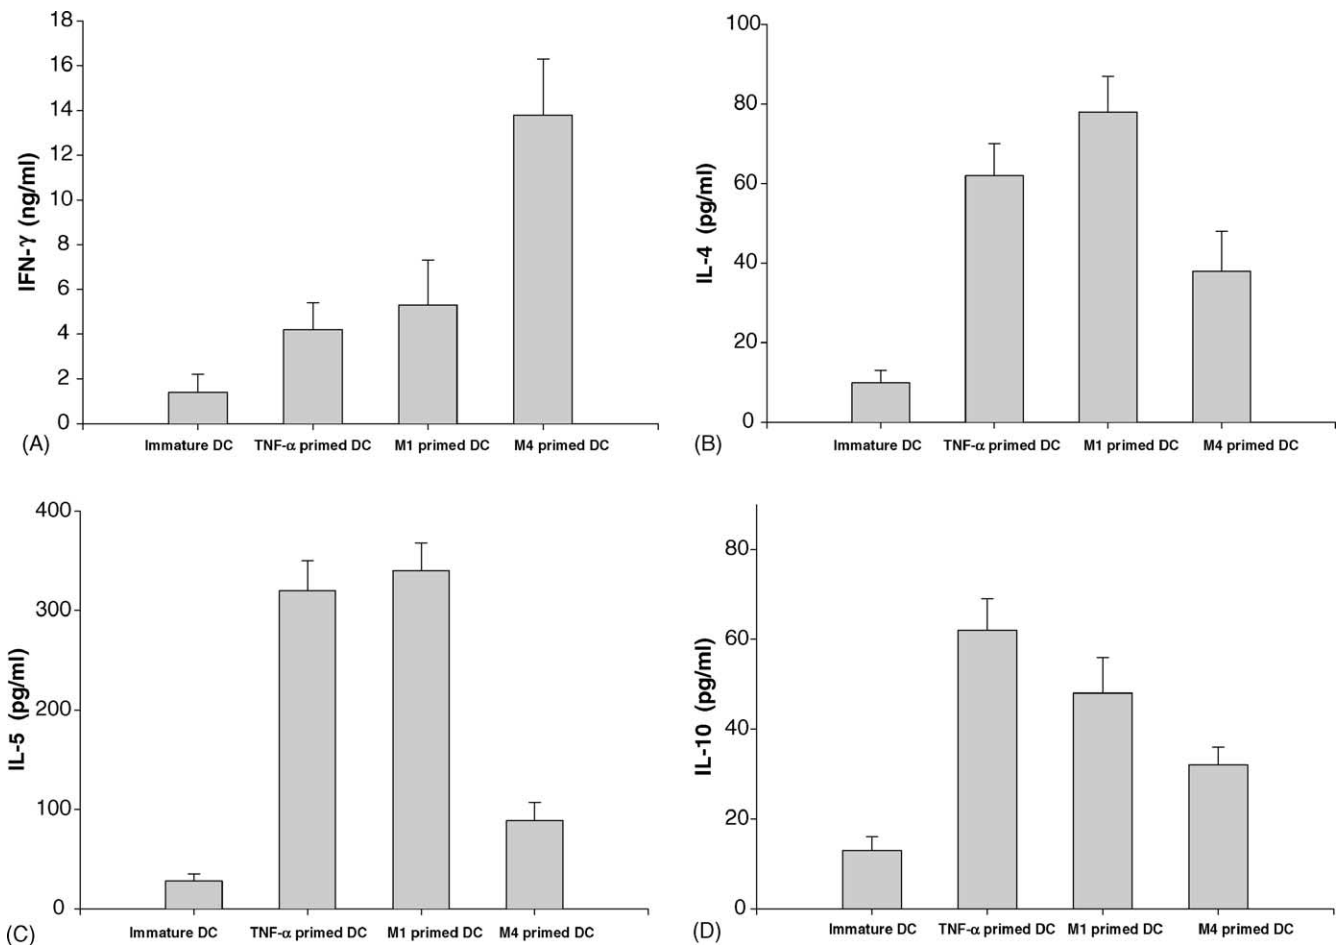 18
16
14
12
10
8
6
4
2
0
IFN-γ (ng/ml)
(A)
Immature DC
TNF-α primed DC
M1 primed DC
M4 primed DC
100
80
60
40
20
0
IL-4 (pg/ml)
(B)
Immature DC
TNF-α primed DC
M1 primed DC
M4 primed DC
400
300
200
100
0
IL-5 (pg/ml)
(C)
Immature DC
TNF-α primed DC
M1 primed DC
M4 primed DC
80
60
40
20
0
IL-10 (pg/ml)
(D)
Immature DC
TNF-α primed DC
M1 primed DC
M4 primed DC